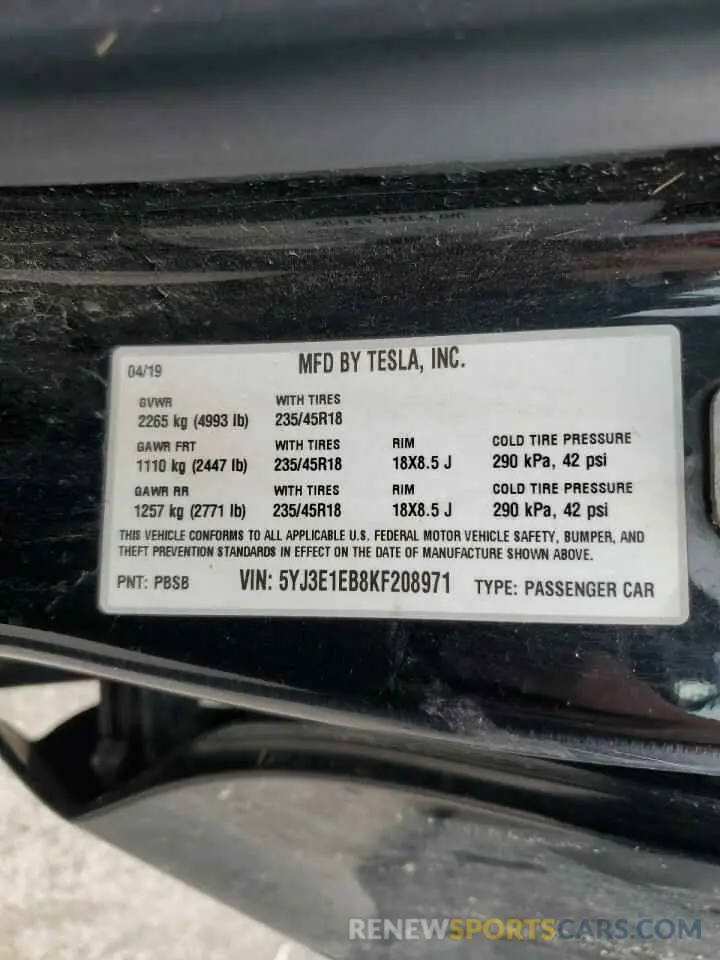 04/19 MFD BY TESLA, INC.
GVWR WITH TIRES
2265 kg (4993 lb) 235/45R18
GAWR FRT WITH TIRES RIM COLD TIRE PRESSURE
1110 kg (2447 lb) 235/45R18 18X8.5 J 290 kPa, 42 psi
GAWR RR WITH TIRES RIM COLD TIRE PRESSURE
1257 kg (2771 lb) 235/45R18 18X8.5 J 290 kPa, 42 psi
THIS VEHICLE CONFORMS TO ALL APPLICABLE U.S. FEDERAL MOTOR VEHICLE SAFETY, BUMPER, AND
THEFT PREVENTION STANDARDS IN EFFECT ON THE DATE OF MANUFACTURE SHOWN ABOVE.
PNT: PBSB VIN: 5YJ3E1EB8KF208971 TYPE: PASSENGER CAR
RENEWSPORTSCARS.COM